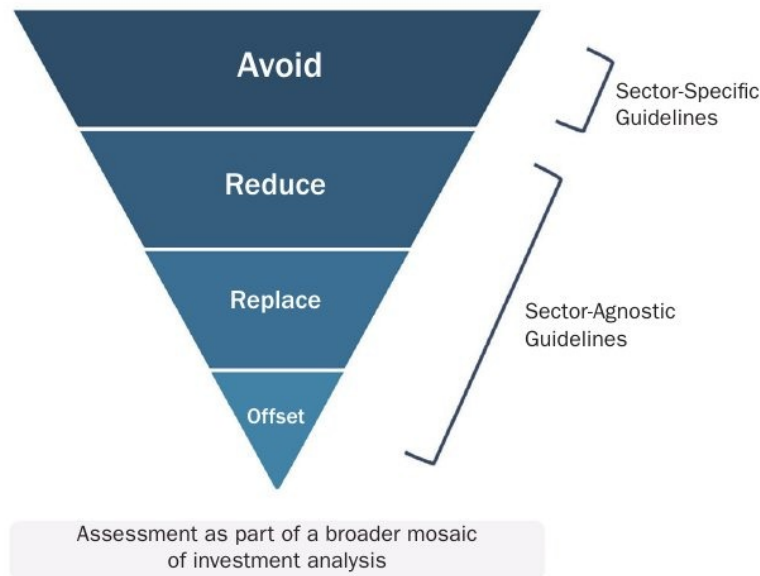 Avoid
Sector-Specific
Guidelines
Reduce
Replace
Sector-Agnostic
Guidelines
Offset
Assessment as part of a broader mosaic
of investment analysis